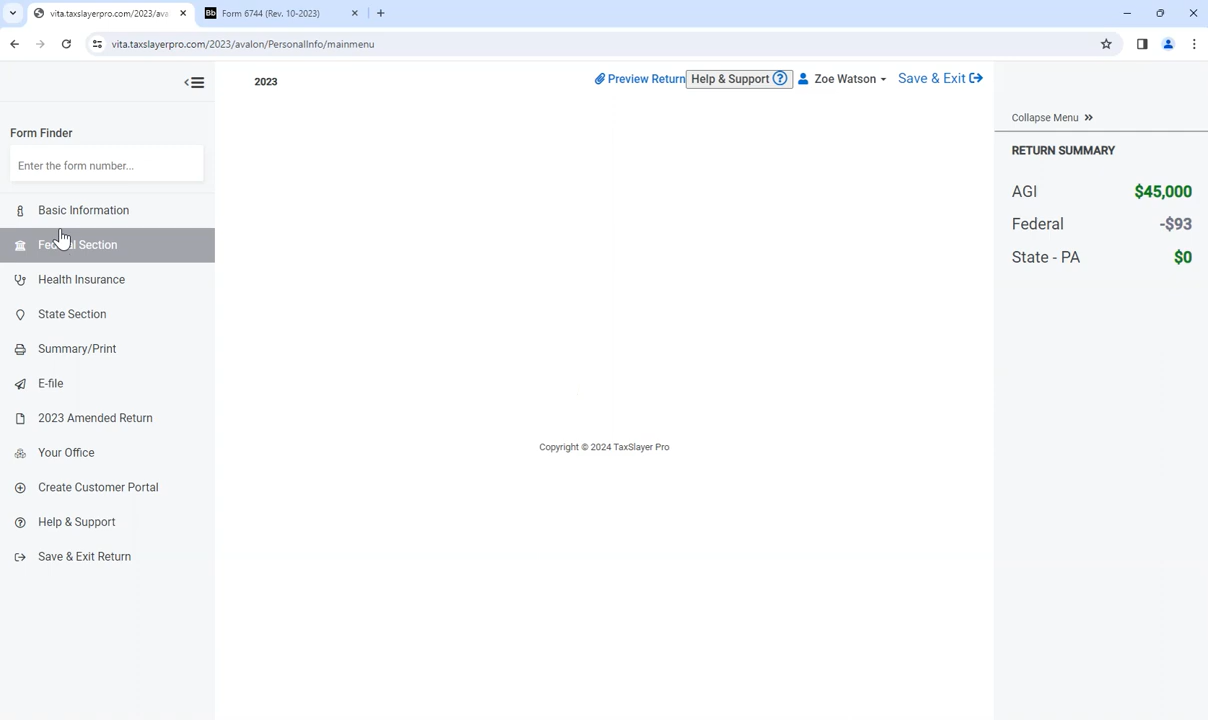 vita.taxslayerpro.com/2023/ava
Bb Form 6744 (Rev. 10-2023)
vita.taxslayerpro.com/2023/avalon/PersonalInfo/mainmenu
2023
Preview Return
Help & Support
Zoe Watson
Save & Exit
Form Finder
Enter the form number...
Basic Information
Section
Health Insurance
State Section
Summary/Print
E-file
2023 Amended Return
Your Office
Create Customer Portal
Help & Support
Save & Exit Return
Copyright © 2024 TaxSlayer Pro
Collapse Menu
RETURN SUMMARY
AGI $45,000
Federal -$93
State - PA $0